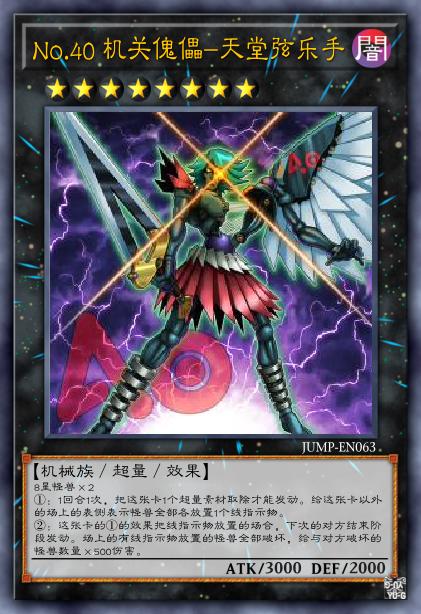 No.40 机关傀儡-天堂弦乐手
闇
40
40
JUMP-EN063
【机械族／超量／效果】
8星怪兽×2
①：1回合1次，把这张卡1个超量素材取除才能发动。给这张卡以外
的场上的表侧表示怪兽全部各放置1个弦指示物。
②：这张卡的①的效果把弦指示物放置的场合，下次的对方结束阶
段发动。场上的有弦指示物放置的怪兽全部破坏，给与对方破坏的
怪兽数量×500伤害。
ATK/3000 DEF/2000